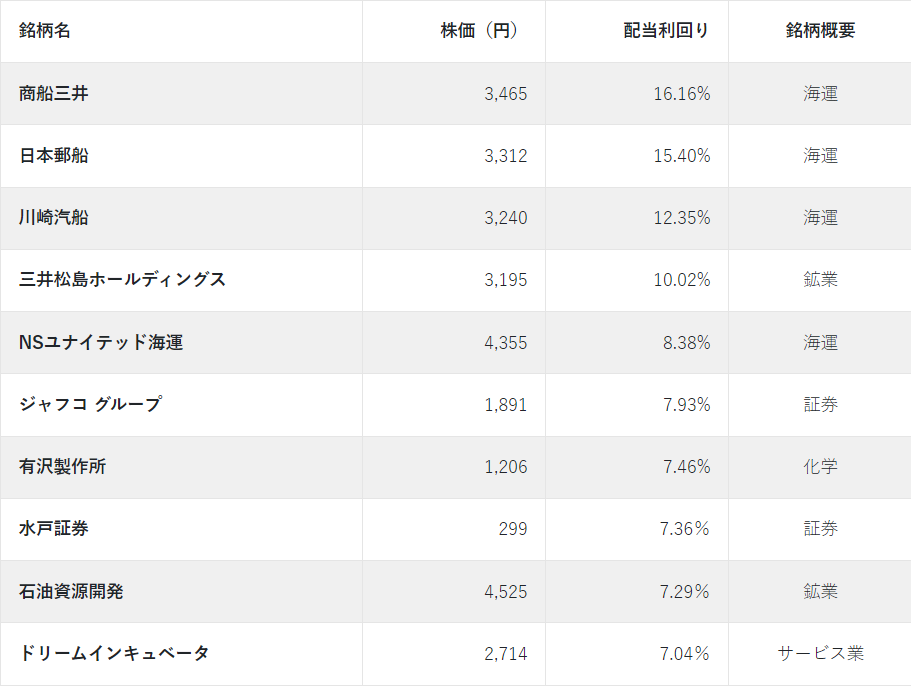 銘柄名 株価（円） 配当利回り 銘柄概要
商船三井 3,465 16.16% 海運
日本郵船 3,312 15.40% 海運
川崎汽船 3,240 12.35% 海運
三井松島ホールディングス 3,195 10.02% 鉱業
NSユナイテッド海運 4,355 8.38% 海運
ジャフコ グループ 1,891 7.93% 証券
有沢製作所 1,206 7.46% 化学
水戸証券 299 7.36% 証券
石油資源開発 4,525 7.29% 鉱業
ドリームインキュベータ 2,714 7.04% サービス業